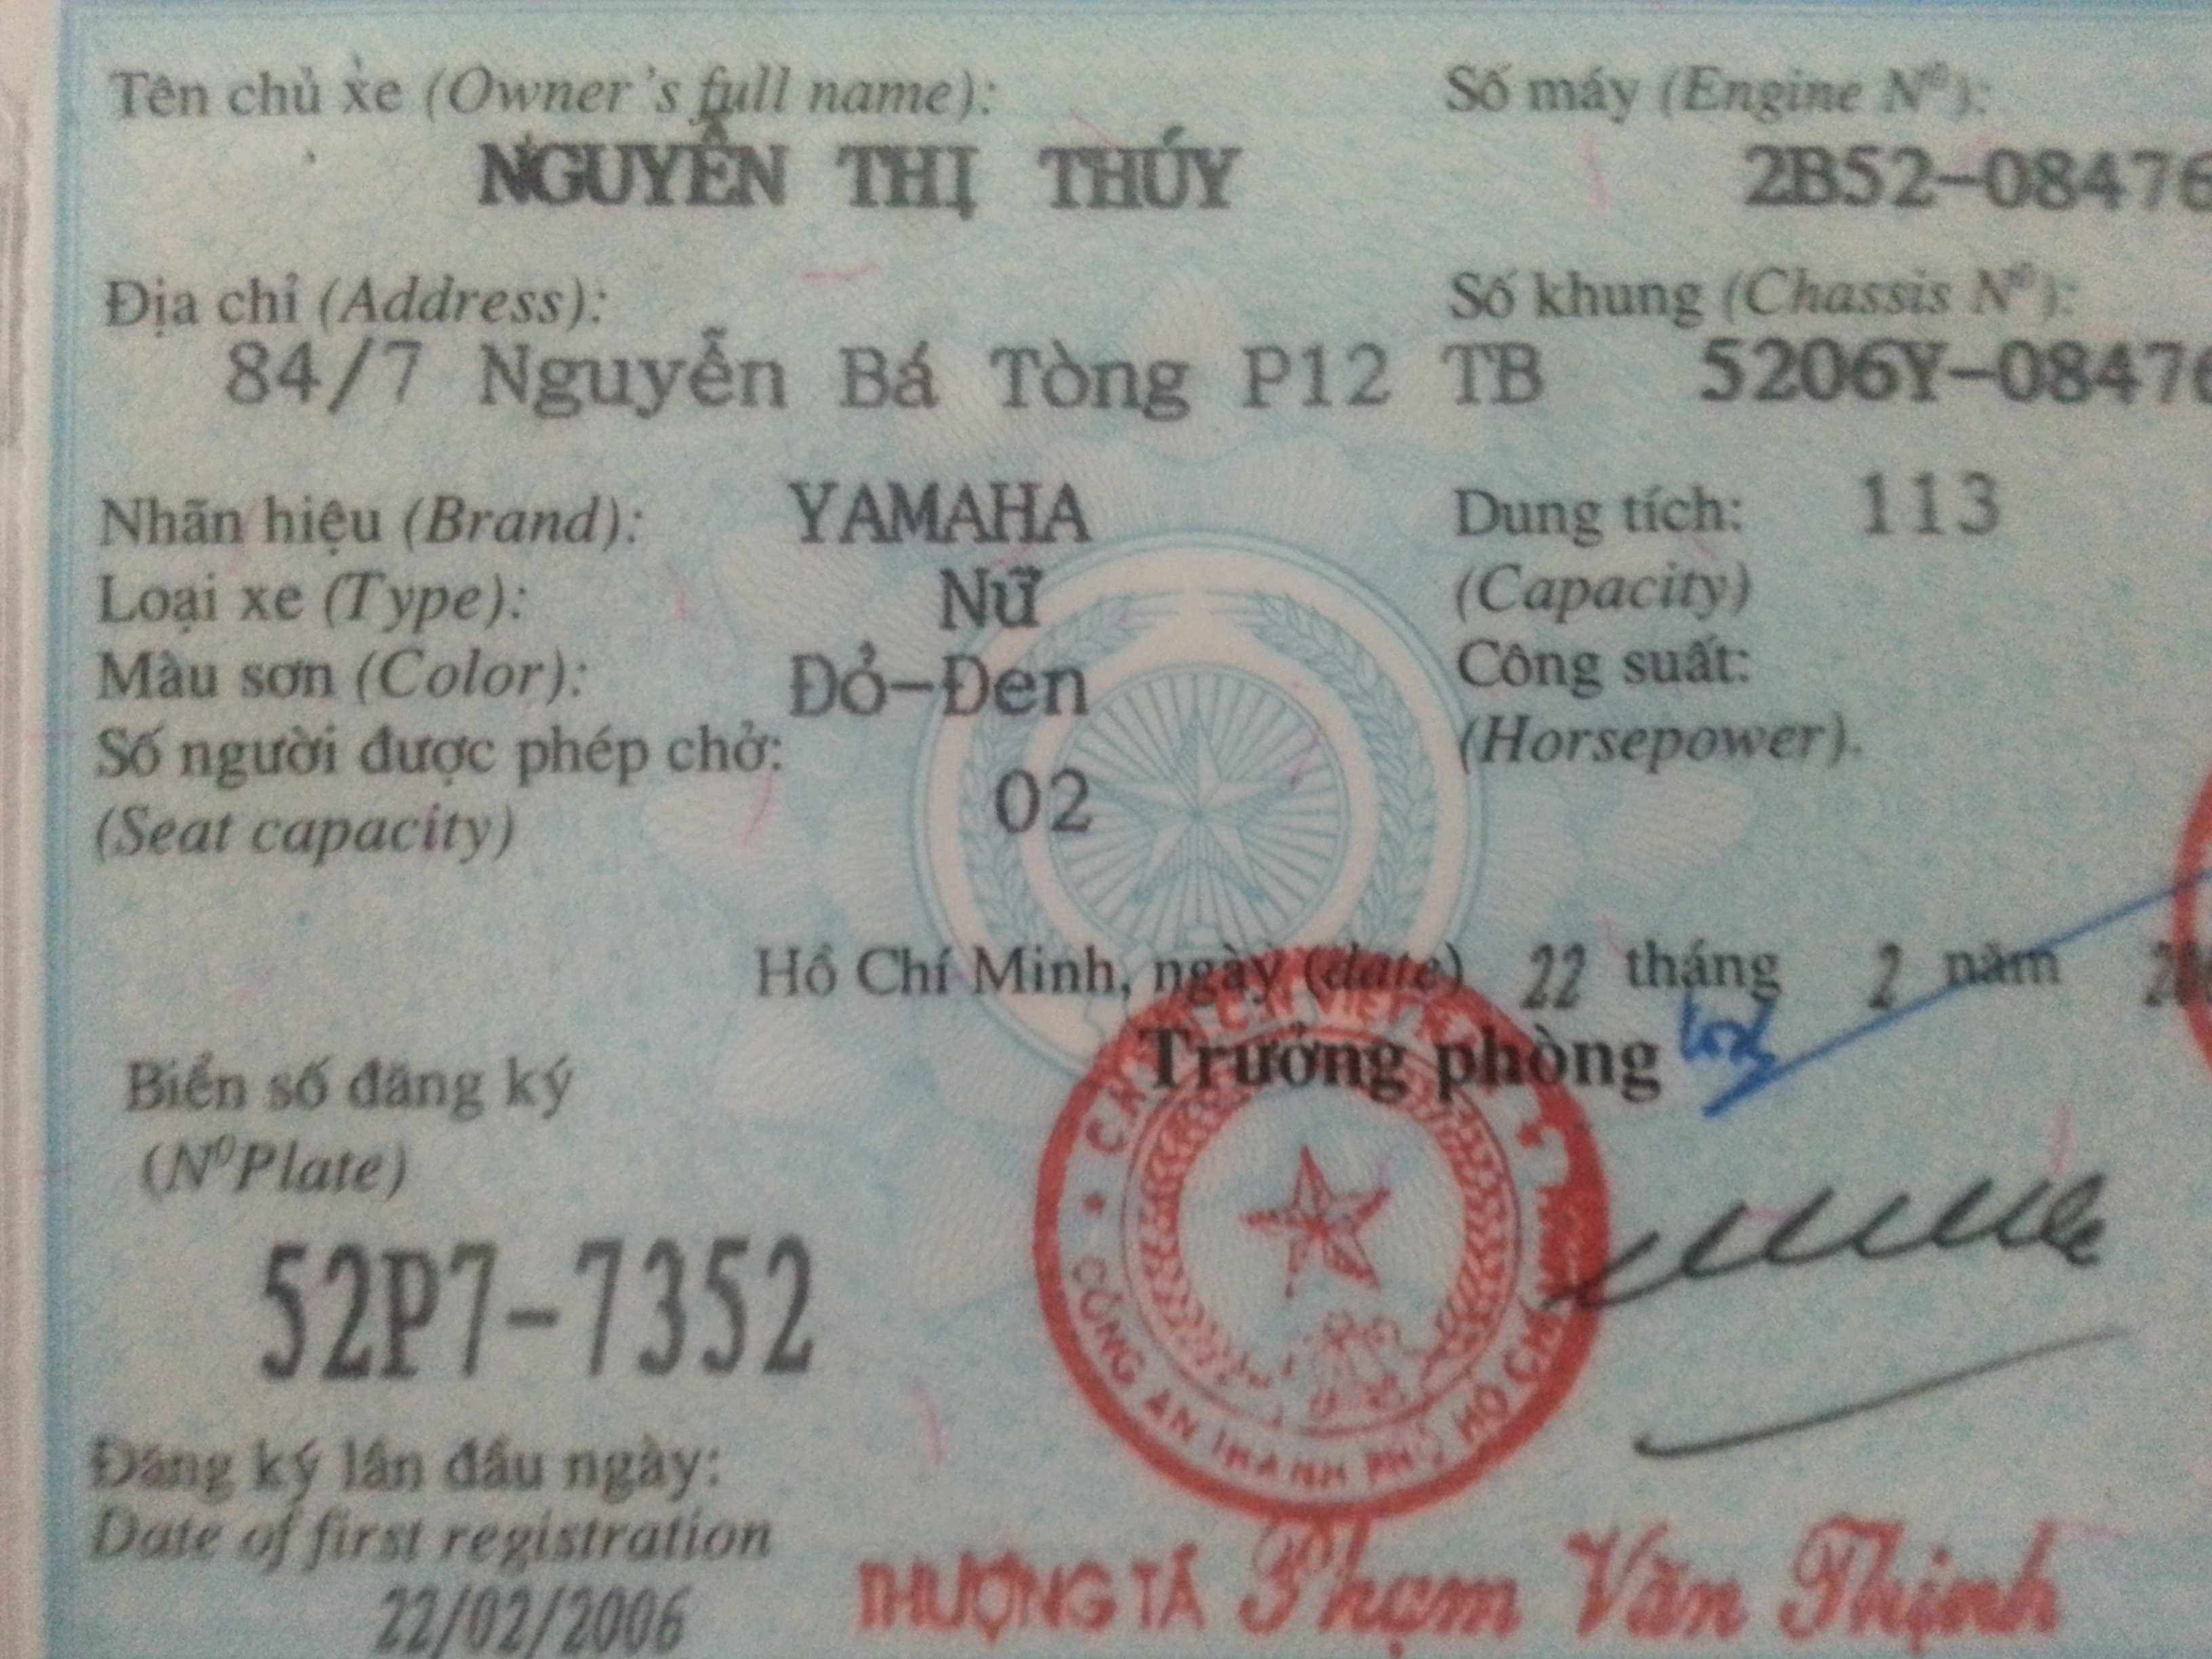 Tên chủ xe (Owner's full name):
NGUYỄN THỊ THÚY
Số máy (Engine Nº):
2B52-08476
Địa chỉ (Address):
84/7 Nguyễn Bá Tòng P12 TB
Số khung (Chassis Nº):
5206Y-08476
Nhãn hiệu (Brand): YAMAHA
Loại xe (Type): Nữ
Màu sơn (Color): Đỏ-Đen
Số người được phép chở: 02
(Seat capacity)
Dung tích: 113
(Capacity)
Công suất:
(Horsepower).
Hồ Chí Minh, ngày (date) 22 tháng 2 năm
Trưởng phòng
Biển số đăng ký
(Nº Plate)
52P7-7352
CÔNG AN THÀNH PHỐ HỒ CHÍ
Đăng ký lần đầu ngày:
Date of first registration
22/02/2006
THƯỢNG TÁ Phạm Văn Thịnh